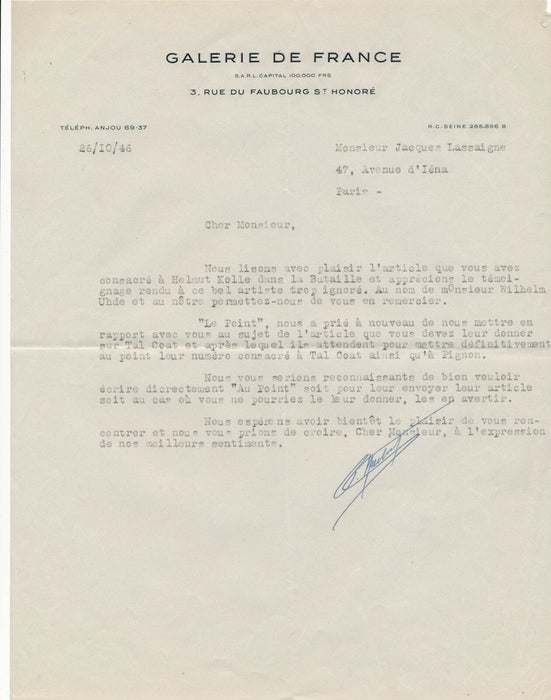 GALERIE DE FRANCE
S.A.R.L. CAPITAL 100.000 FRS
3, RUE DU FAUBOURG ST HONORÉ
TÉLÉPH. ANJOU 69-37
R.C. SEINE 285.856 B
26/10/46
Monsieur Jacques Lassaigne
47, Avenue d'Iéna
Paris -
Cher Monsieur,
Nous lisons avec plaisir l'article que vous avez
consacré à Helmut Kolle dans la Bataille et apprécions le témoi-
gnage rendu à ce bel artiste trop ignoré. Au nom de mOnsieur Wilhelm
Uhde et au nôtre permettez-nous de vous en remercier.
"Le Point", nous a prié à nouveau de nous mettre en
rapport avec vous au sujet de l'article que vous devez leur donner
sur Tal Coat et après lequel ils attendent pour mettre définitivement
au point leur numéro consacré à Tal Coat ainsi qu'à Pignon.
Nous vous serions reconnaissants de bien vouloir
écrire dicrectement "Au Point" soit pour leur envoyer leur article
soit au cas où vous ne pourriez le leur donner, les en avertir.
Nous espérons avoir bientôt le plaisir de vous ren-
contrer et nous vous prions de croire, Cher Monsieur, à l'expression
de nos meilleurs sentiments.